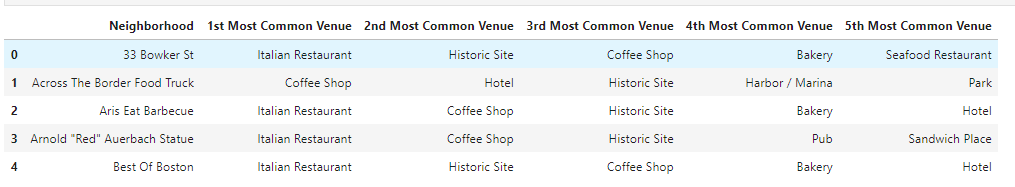 Neighborhood 1st Most Common Venue 2nd Most Common Venue 3rd Most Common Venue 4th Most Common Venue 5th Most Common Venue
0 33 Bowker St Italian Restaurant Historic Site Coffee Shop Bakery Seafood Restaurant
1 Across The Border Food Truck Coffee Shop Hotel Historic Site Harbor / Marina Park
2 Aris Eat Barbecue Italian Restaurant Coffee Shop Historic Site Bakery Hotel
3 Arnold "Red" Auerbach Statue Italian Restaurant Coffee Shop Historic Site Pub Sandwich Place
4 Best Of Boston Italian Restaurant Historic Site Coffee Shop Bakery Hotel